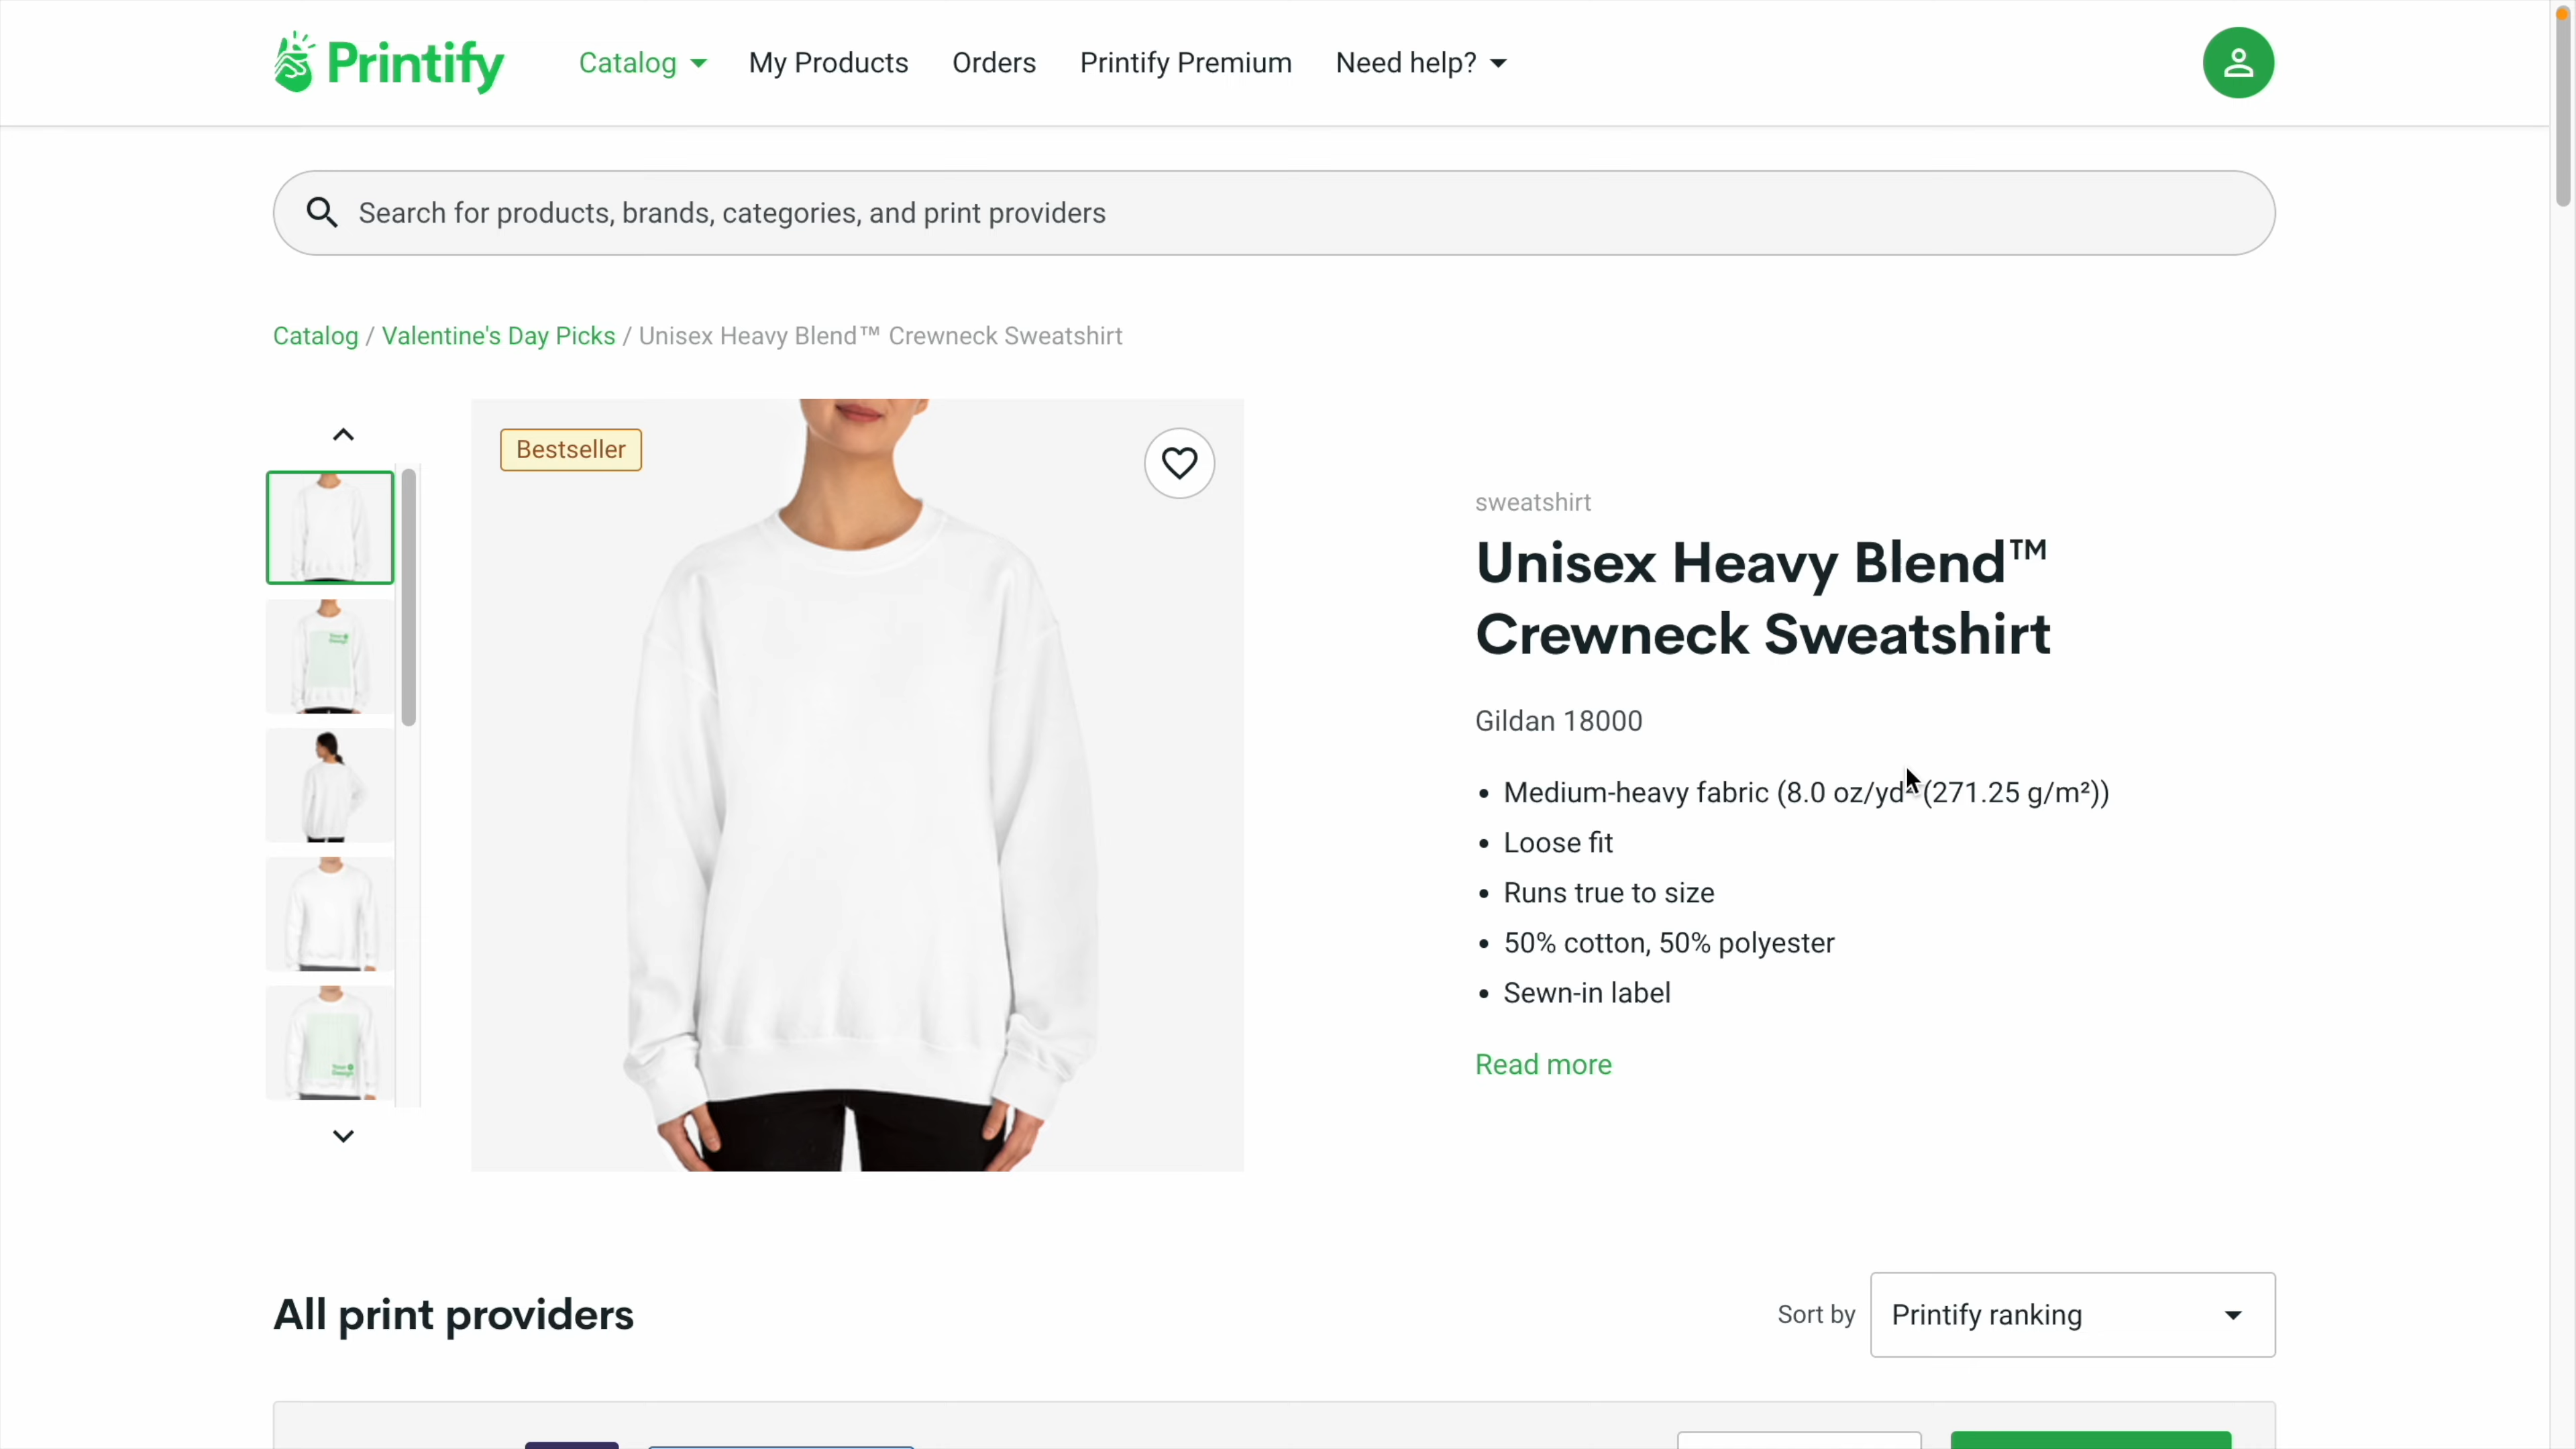 Printify
Catalog
My Products
Orders
Printify Premium
Need help?
Search for products, brands, categories, and print providers
Catalog / Valentine's Day Picks / Unisex Heavy Blend™ Crewneck Sweatshirt
Bestseller
sweatshirt
Unisex Heavy Blend™
Crewneck Sweatshirt
Gildan 18000
Medium-heavy fabric (8.0 oz/yd² (271.25 g/m²))
Loose fit
Runs true to size
50% cotton, 50% polyester
Sewn-in label
Read more
All print providers
Sort by
Printify ranking